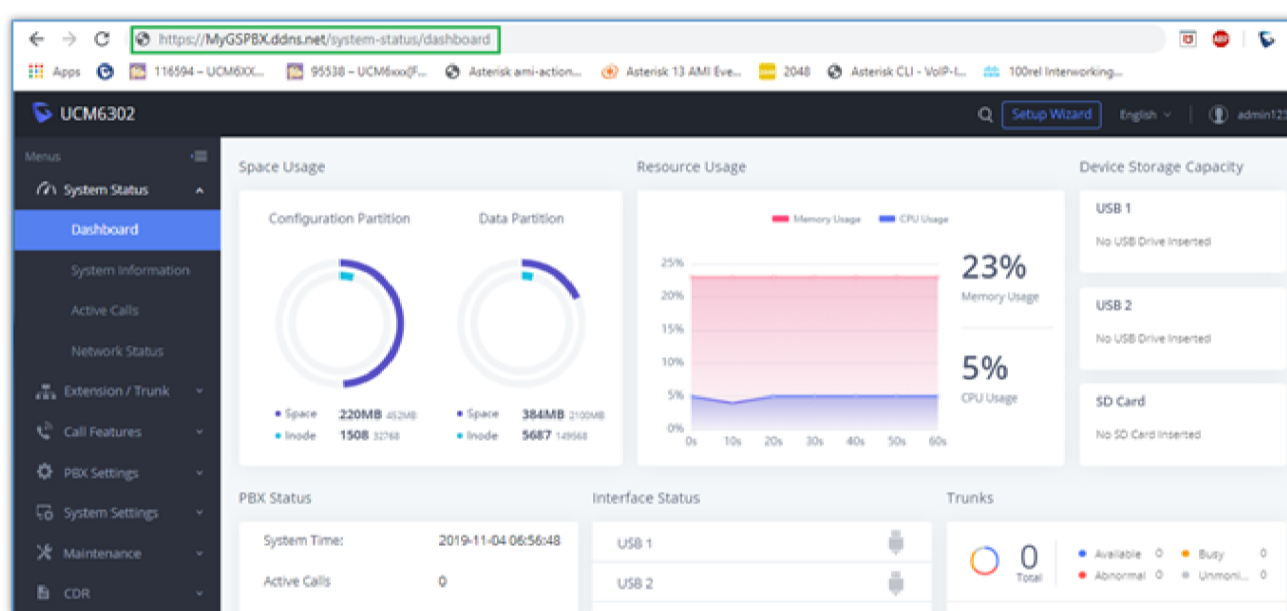 https://MyGSPBX.ddns.net/system-status/dashboard
Apps 116594 – UCM6XX... 95538 – UCM6xxx(F... Asterisk ami-action... Asterisk 13 AMI Eve... 2048 Asterisk CLI - VoIP-I... 100rel Interworking...
UCM6302 Setup Wizard English admin123
Menus
System Status
Dashboard
System Information
Active Calls
Network Status
Extension / Trunk
Call Features
PBX Settings
System Settings
Maintenance
CDR
Space Usage
Configuration Partition Data Partition
Space 220MB 452MB Space 384MB 2100MB
Inode 1508 32768 Inode 5687 149568
Resource Usage
Memory Usage CPU Usage
25%
20%
15%
10%
5%
0%
0s 10s 20s 30s 40s 50s 60s
23%
Memory Usage
5%
CPU Usage
Device Storage Capacity
USB 1
No USB Drive Inserted
USB 2
No USB Drive Inserted
SD Card
No SD Card Inserted
PBX Status
System Time: 2019-11-04 06:56:48
Active Calls 0
Interface Status
USB 1
USB 2
Trunks
0
Total
Available 0 Busy 0
Abnormal 0 Unmoni... 0